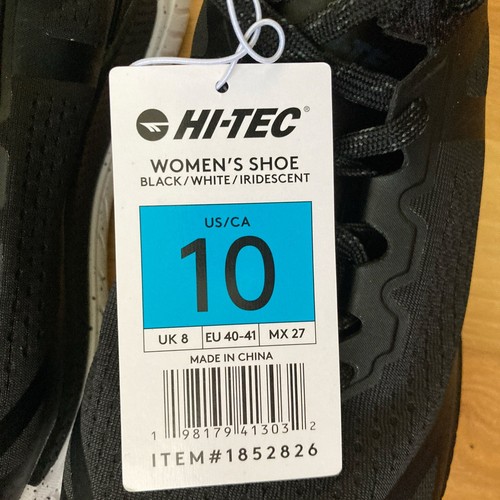 HI-TEC®
WOMEN'S SHOE
BLACK/WHITE/IRIDESCENT
US/CA
10
UK 8 EU 40-41 MX 27
MADE IN CHINA
1 98179 41303 2
ITEM#1852826